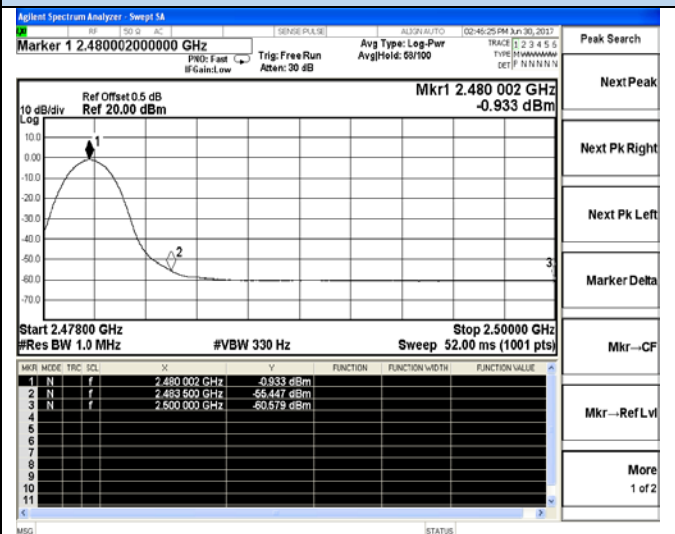 Agilent Spectrum Analyzer - Swept SA
RF 50 Ω AC SENSE:PULSE ALIGN AUTO 02:45:25 PM Jun 30, 2017
Marker 1 2.480002000000 GHz
PNO: Fast Trig: Free Run
IFGain:Low Atten: 30 dB
Avg Type: Log-Pwr
Avg|Hold: 68/100
TRACE 1 2 3 4 5 6
TYPE
DET P N N N N N
Peak Search
Next Peak
Next Pk Right
Next Pk Left
Marker Delta
Mkr→CF
Mkr→Ref Lvl
More
1 of 2
Ref Offset 0.5 dB
10 dB/div Ref 20.00 dBm
Log
Mkr1 2.480 002 GHz
-0.933 dBm
10.0
0.00
-10.0
-20.0
-30.0
-40.0
-50.0
-60.0
-70.0
1
2
3
Start 2.47800 GHz Stop 2.50000 GHz
#Res BW 1.0 MHz #VBW 330 Hz Sweep 52.00 ms (1001 pts)
MKR MODE TRC SCL X Y FUNCTION FUNCTION WIDTH FUNCTION VALUE
1 N f 2.480 002 GHz -0.933 dBm
2 N f 2.483 500 GHz -55.447 dBm
3 N f 2.500 000 GHz -60.579 dBm
4
5
6
7
8
9
10
11
MSG STATUS